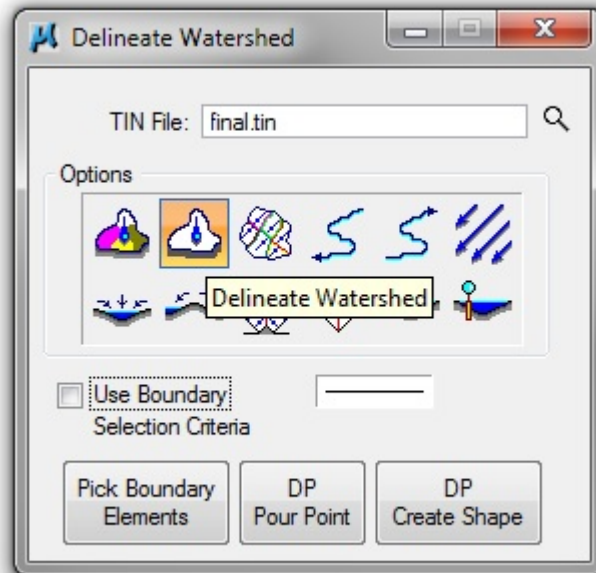 Delineate Watershed
TIN File: final.tin
Options
Delineate Watershed
Use Boundary
Selection Criteria
Pick Boundary
Elements
DP
Pour Point
DP
Create Shape